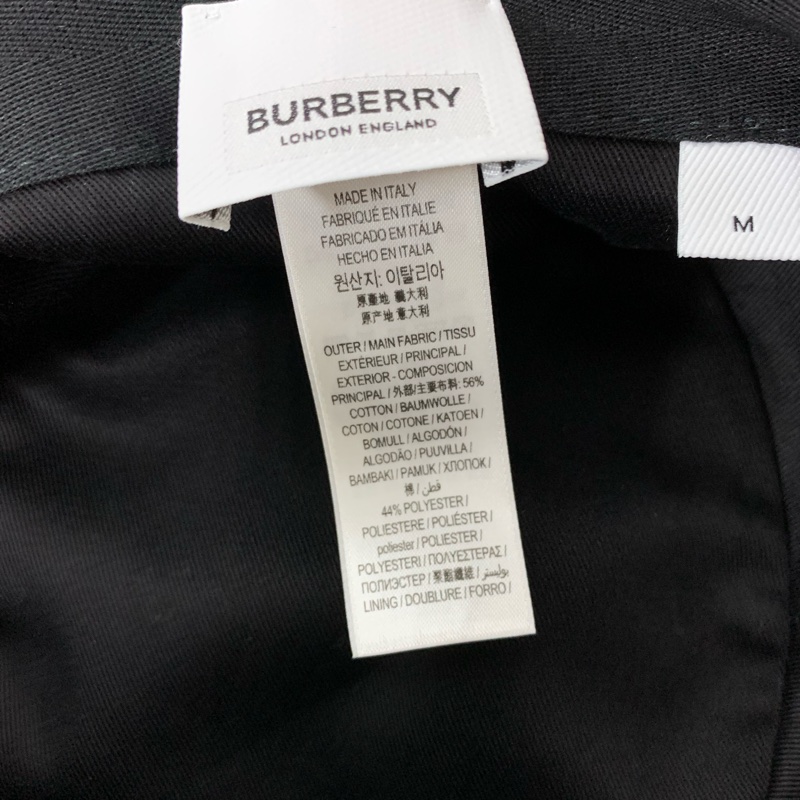 BURBERRY
LONDON ENGLAND
M
MADE IN ITALY
FABRIQUÉ EN ITALIE
FABRICADO EM ITÁLIA
HECHO EN ITALIA
원산지: 이탈리아
原產地 義大利
原产地 意大利
OUTER / MAIN FABRIC / TISSU
EXTÉRIEUR / PRINCIPAL /
EXTERIOR - COMPOSICION
PRINCIPAL / 外部/主要布料: 56%
COTTON / BAUMWOLLE /
COTON / COTONE / KATOEN /
BOMULL / ALGODÓN /
ALGODÃO / PUUVILLA /
BAMBAKI / PAMUK / ХЛОПОК /
棉 / قطن /
44% POLYESTER /
POLIESTERE / POLIÉSTER /
poliester / POLIESTER /
POLYESTERI / ΠΟΛΥΕΣΤΕΡΑΣ /
ПОЛИЭСТЕР / 聚酯纖維 / بوليستر /
LINING / DOUBLURE / FORRO /